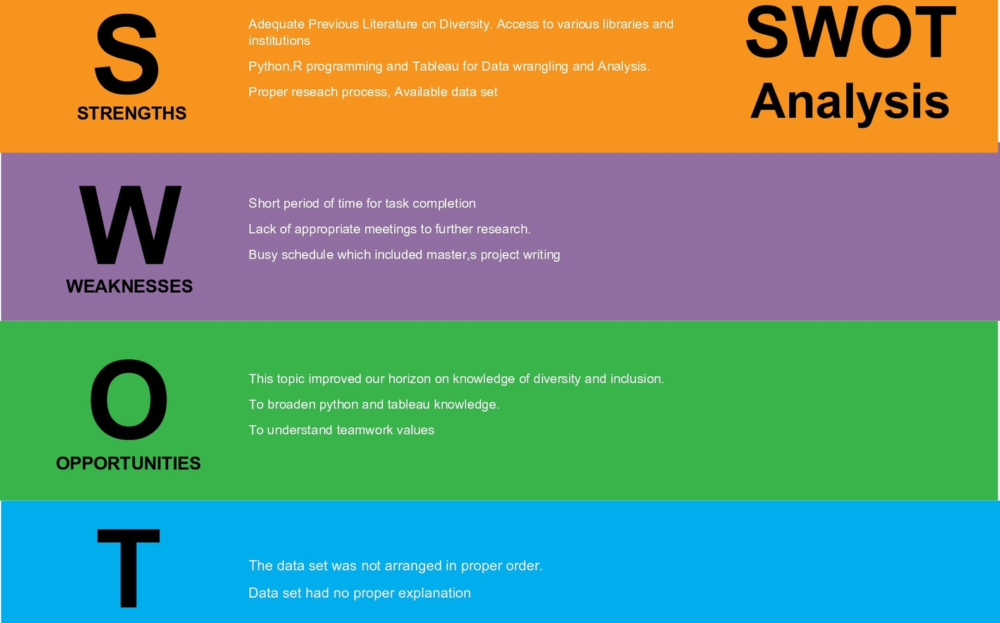 S
STRENGTHS
Adequate Previous Literature on Diversity. Access to various libraries and
institutions
Python,R programming and Tableau for Data wrangling and Analysis.
Proper reseach process, Available data set
SWOT
Analysis
W
WEAKNESSES
Short period of time for task completion
Lack of appropriate meetings to further research.
Busy schedule which included master,s project writing
O
OPPORTUNITIES
This topic improved our horizon on knowledge of diversity and inclusion.
To broaden python and tableau knowledge.
To understand teamwork values
T
The data set was not arranged in proper order.
Data set had no proper explanation